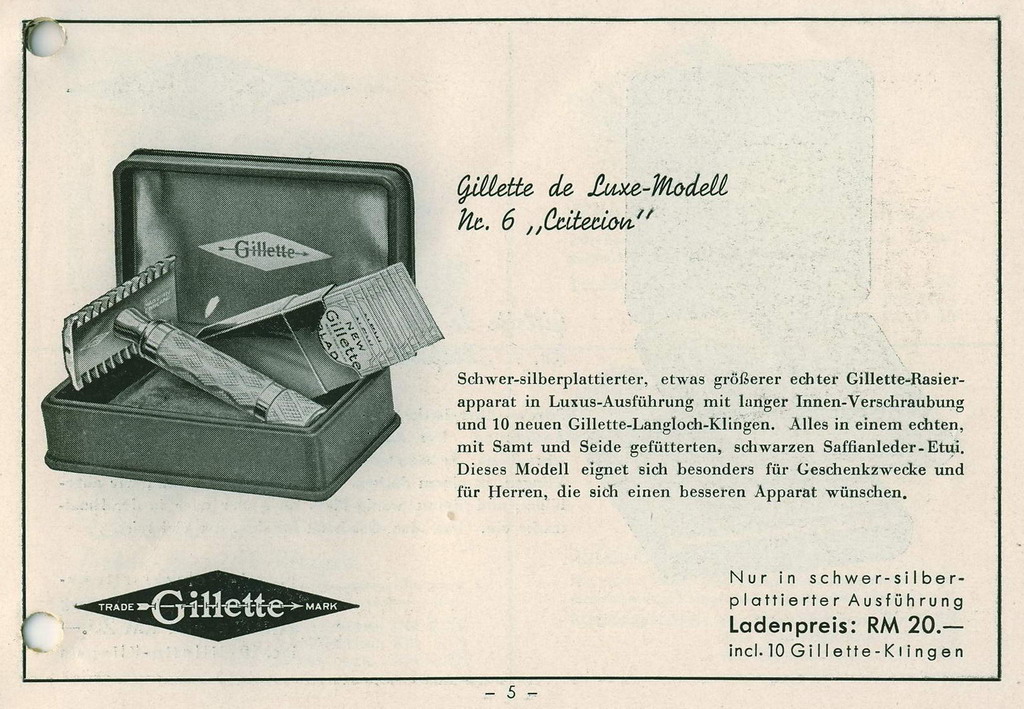 Gillette
NEW
Gillette
BLADE
Gillette de Luxe-Modell
Nr. 6 „Criterion"
Schwer-silberplattierter, etwas größerer echter Gillette-Rasier-
apparat in Luxus-Ausführung mit langer Innen-Verschraubung
und 10 neuen Gillette-Langloch-Klingen. Alles in einem echten,
mit Samt und Seide gefütterten, schwarzen Saffianleder-Etui.
Dieses Modell eignet sich besonders für Geschenkzwecke und
für Herren, die sich einen besseren Apparat wünschen.
TRADE Gillette MARK
Nur in schwer-silber-
plattierter Ausführung
Ladenpreis: RM 20.—
incl. 10 Gillette-Klingen
– 5 –